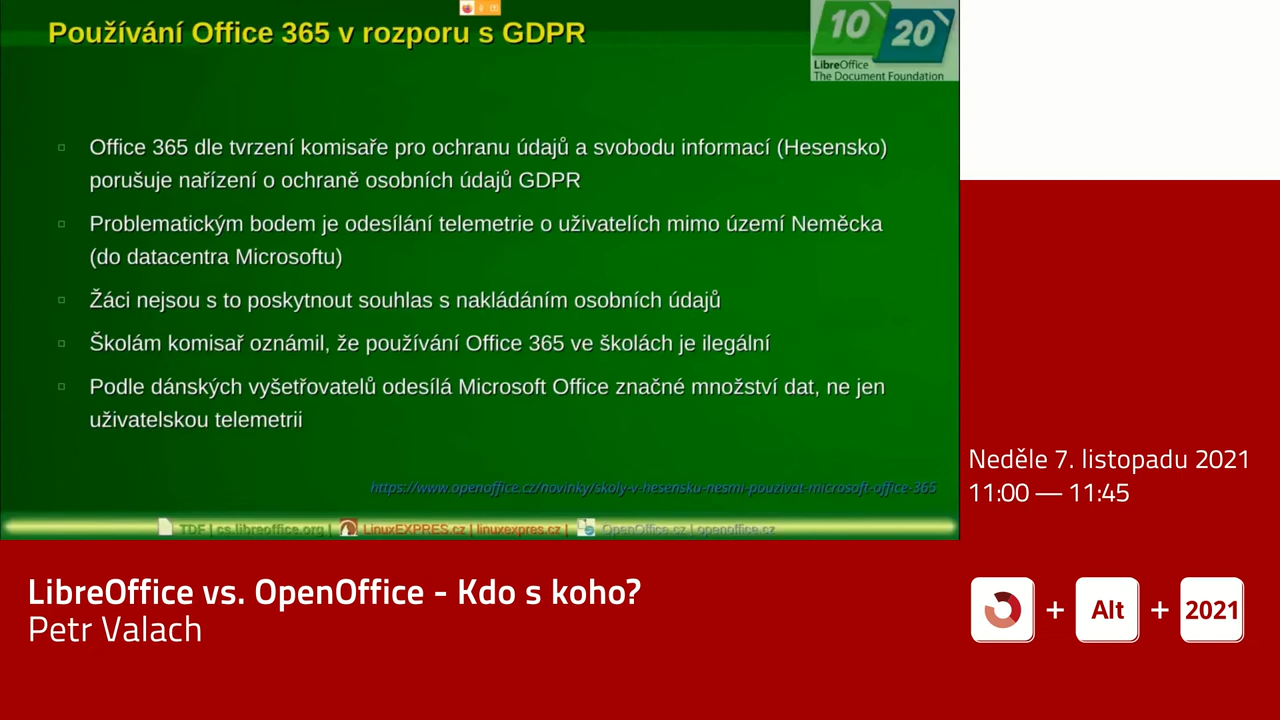 Používání Office 365 v rozporu s GDPR
10 20
LibreOffice
The Document Foundation
Office 365 dle tvrzení komisaře pro ochranu údajů a svobodu informací (Hesensko)
porušuje nařízení o ochraně osobních údajů GDPR
Problematickým bodem je odesílání telemetrie o uživatelích mimo území Neměcka
(do datacentra Microsoftu)
Žáci nejsou s to poskytnout souhlas s nakládáním osobních údajů
Školám komisař oznámil, že používání Office 365 ve školách je ilegální
Podle dánských vyšetřovatelů odesílá Microsoft Office značné množství dat, ne jen
uživatelskou telemetrii
https://www.openoffice.cz/novinky/skoly-v-hesensku-nesmi-pouzivat-microsoft-office-365
TDF | cs.libreoffice.org | LinuxEXPRES.cz | linuxexpres.cz | OpenOffice.cz | openoffice.cz
Neděle 7. listopadu 2021
11:00 — 11:45
LibreOffice vs. OpenOffice - Kdo s koho?
Petr Valach
+ Alt + 2021